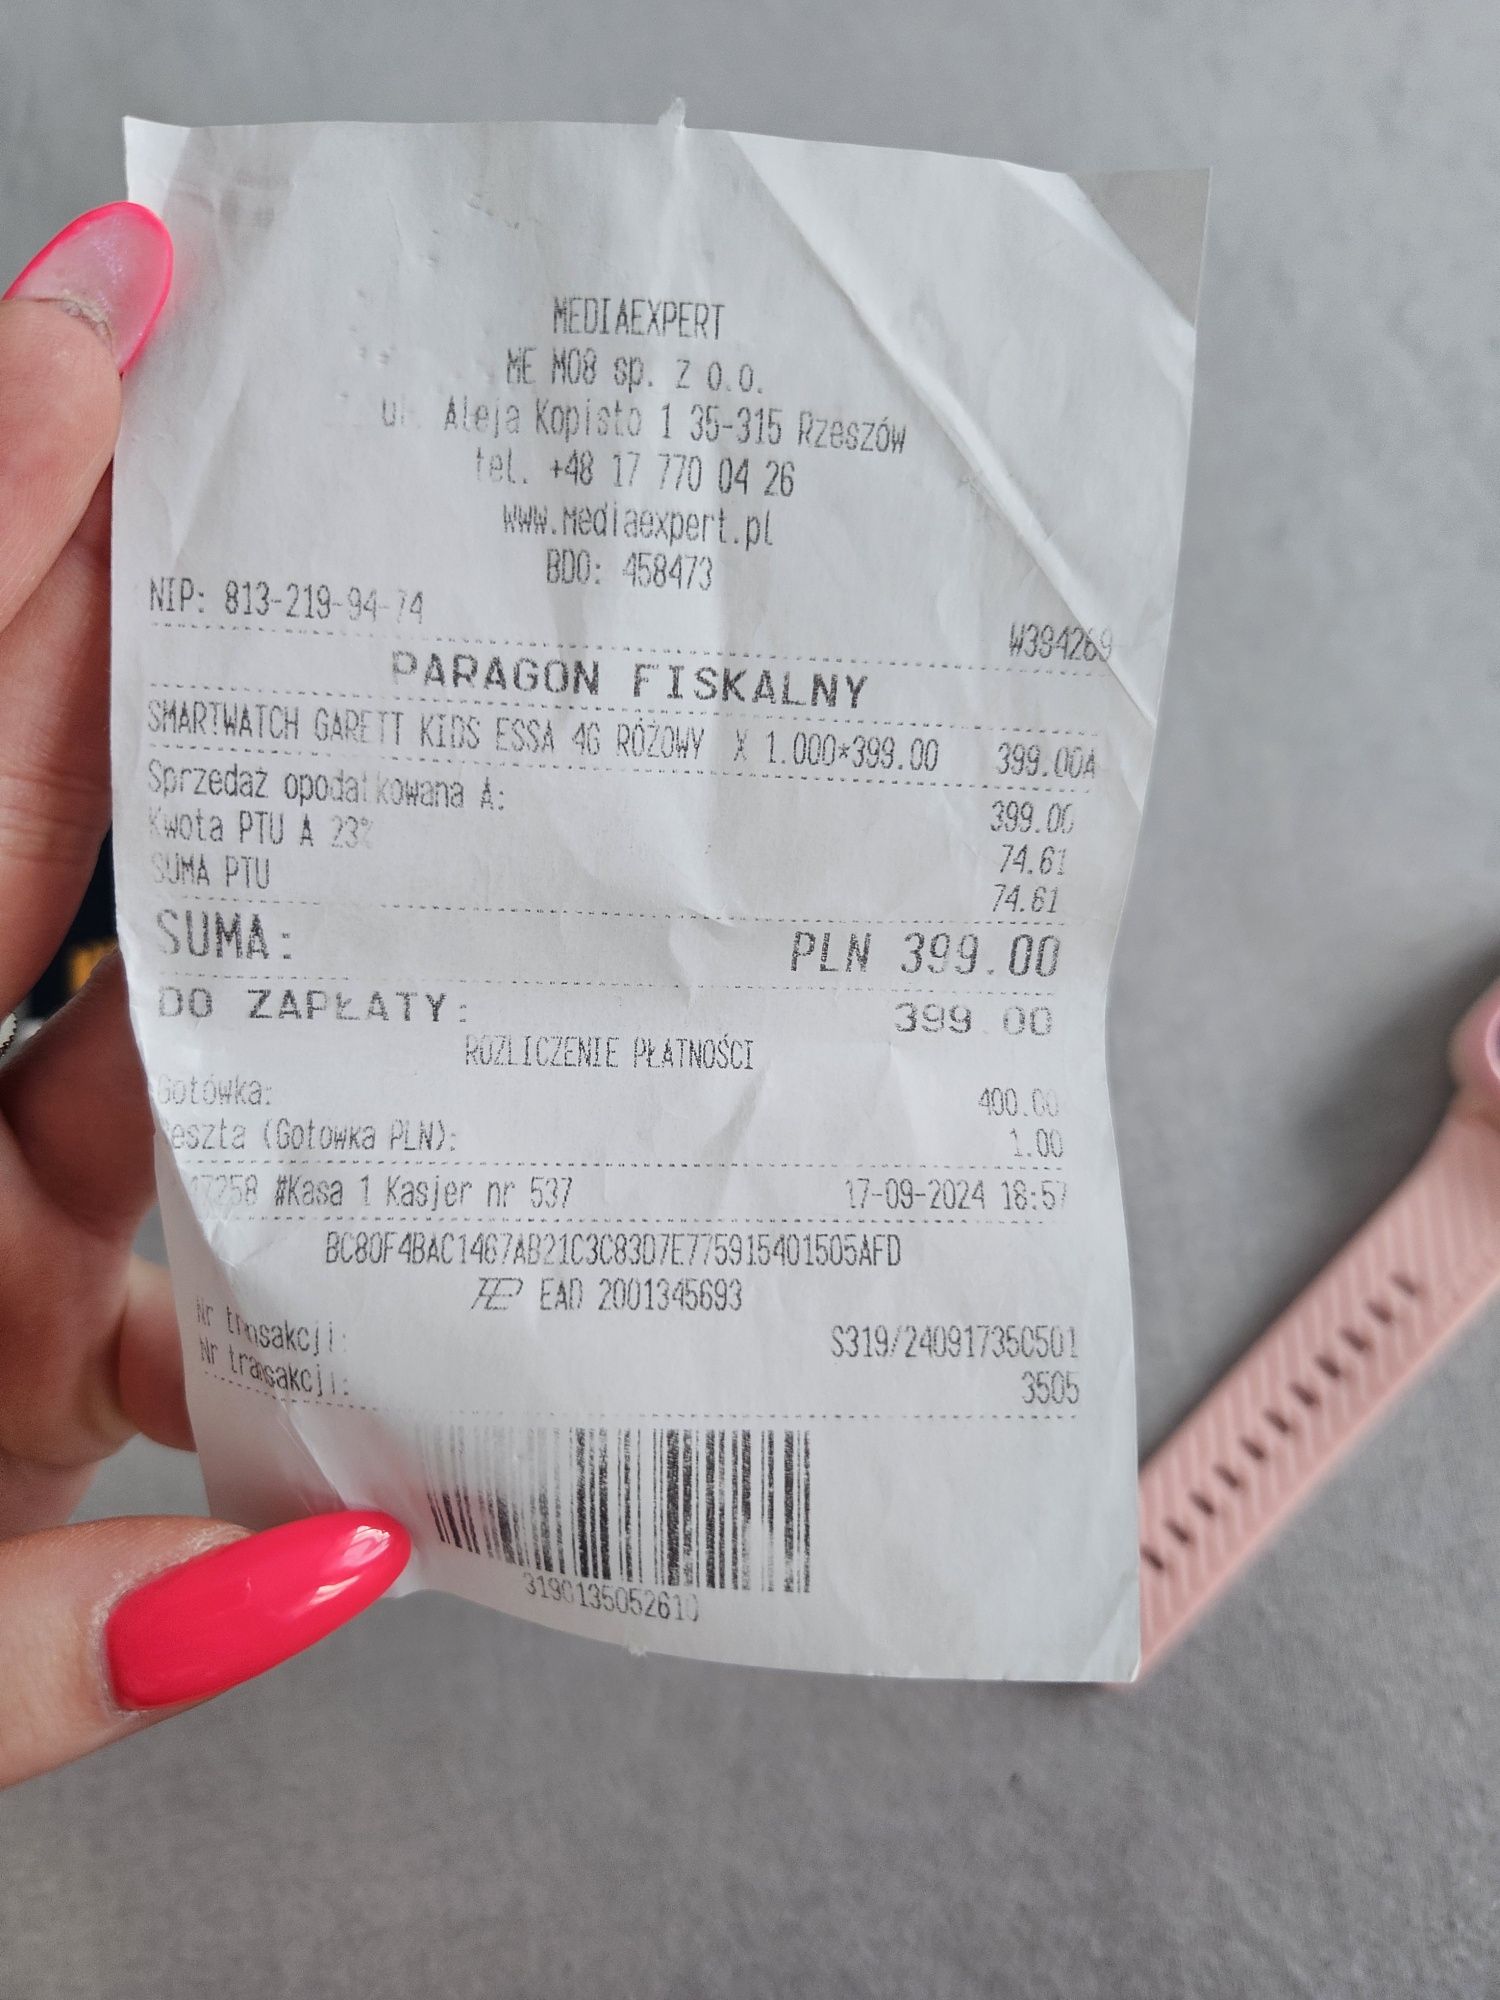 MEDIAEXPERT
ME M08 sp. z o.o.
ul. Aleja Kopisto 1 35-315 Rzeszów
tel. +48 17 770 04 26
www.mediaexpert.pl
BDO: 458473
NIP: 813-219-94-74
W394269
PARAGON FISKALNY
SMARTWATCH GARETT KIDS ESSA 4G RÓŻOWY X 1.000*399.00 399.00A
Sprzedaż opodatkowana A: 399.00
Kwota PTU A 23% 74.61
SUMA PTU 74.61
SUMA: PLN 399.00
DO ZAPŁATY: 399.00
ROZLICZENIE PŁATNOŚCI
Gotówka: 400.00
Reszta (Gotówka PLN): 1.00
#Kasa 1 Kasjer nr 537 17-09-2024 18:57
BC80F4BAC1467AB21C3C83D7E775915401505AFD
EAD 2001345693
Nr transakcji: S319/240917350501
Nr transakcji: 3505
3190135052610